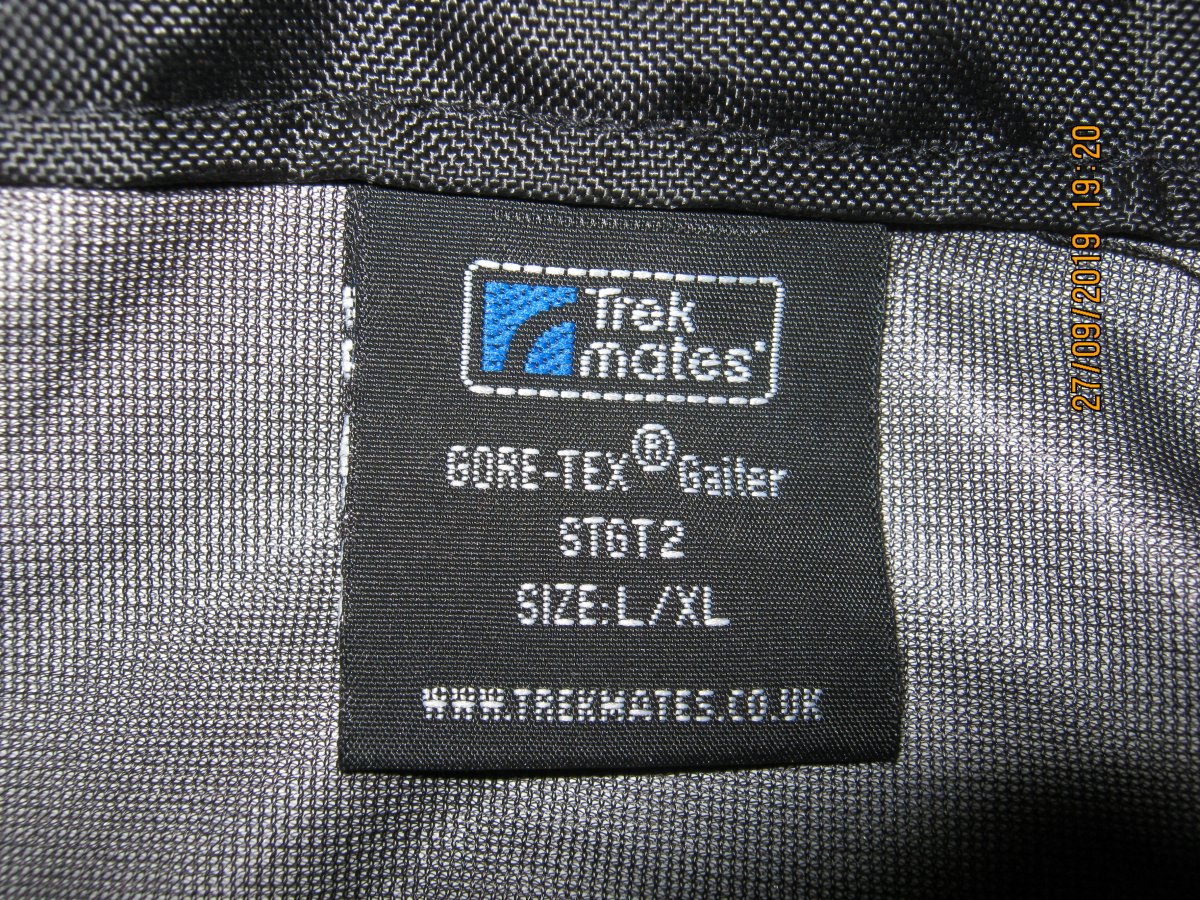 Trek
mates
GORE-TEX® Gaiter
STGT2
SIZE:L/XL
WWW.TREKMATES.CO.UK
27/09/2019 19:20